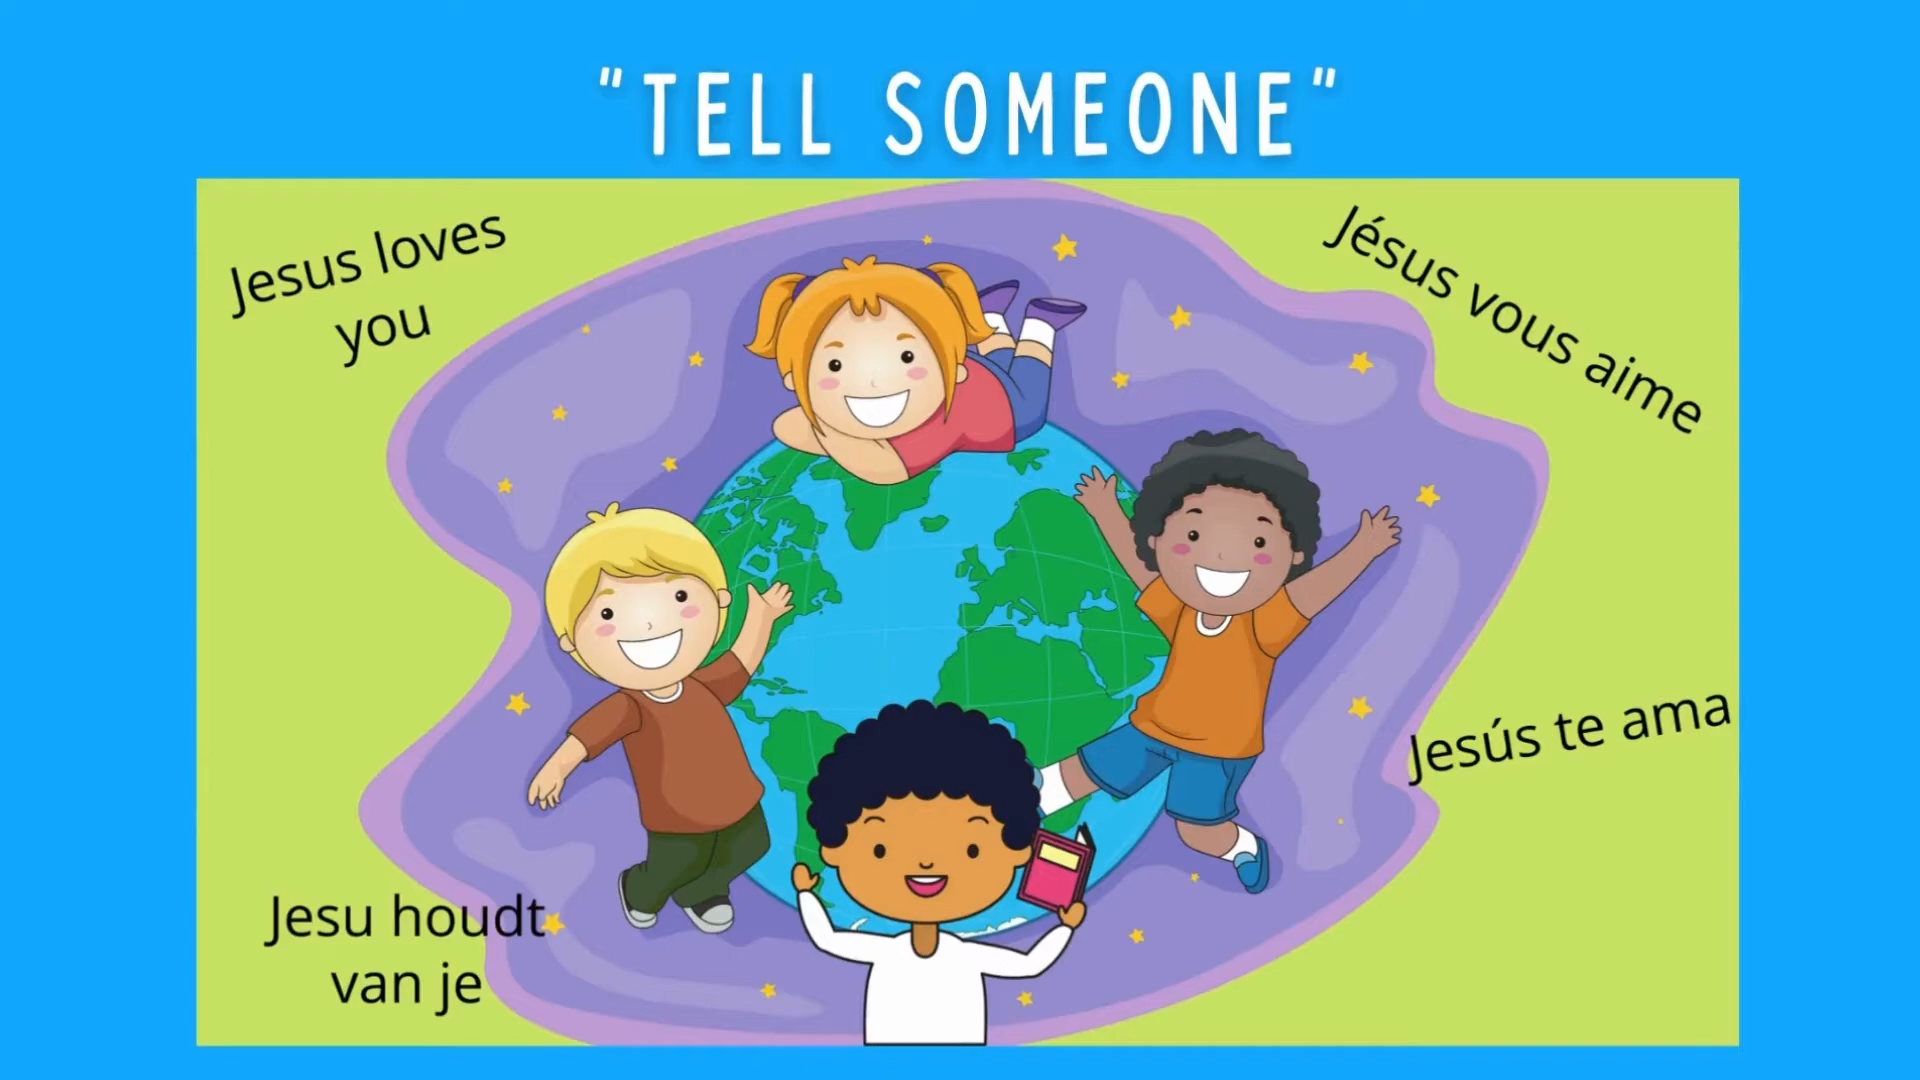 "TELL SOMEONE"
Jesus loves
you
Jésus vous aime
Jesús te ama
Jesu houdt
van je